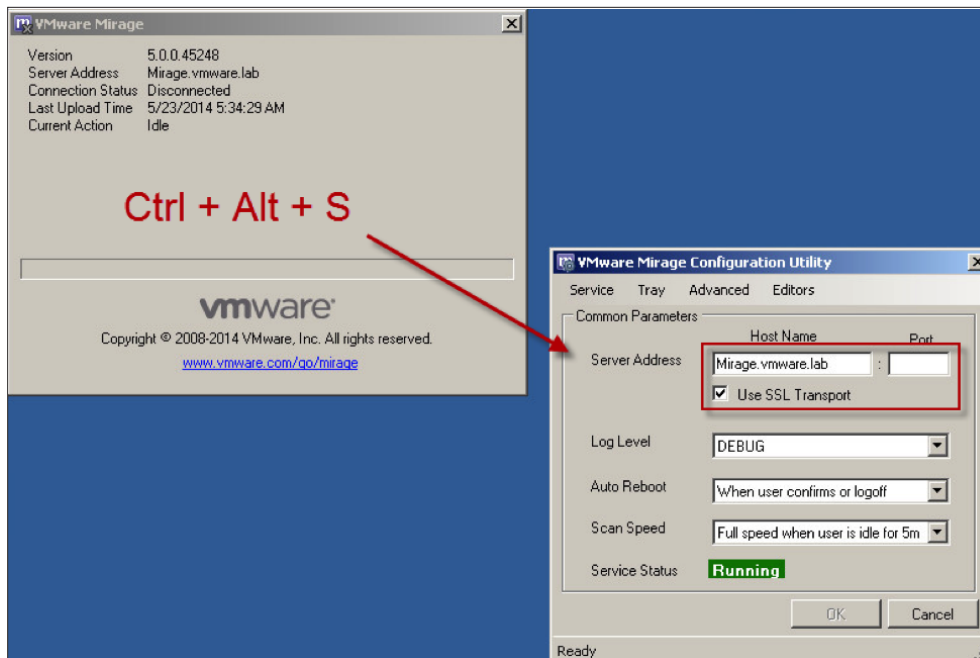 VMware Mirage
Version 5.0.0.45248
Server Address Mirage.vmware.lab
Connection Status Disconnected
Last Upload Time 5/23/2014 5:34:29 AM
Current Action Idle
Ctrl + Alt + S
vmware
Copyright © 2008-2014 VMware, Inc. All rights reserved.
www.vmware.com/go/mirage
VMware Mirage Configuration Utility
Service Tray Advanced Editors
Common Parameters
Host Name Port
Server Address Mirage.vmware.lab :
Use SSL Transport
Log Level DEBUG
Auto Reboot When user confirms or logoff
Scan Speed Full speed when user is idle for 5m
Service Status Running
OK Cancel
Ready